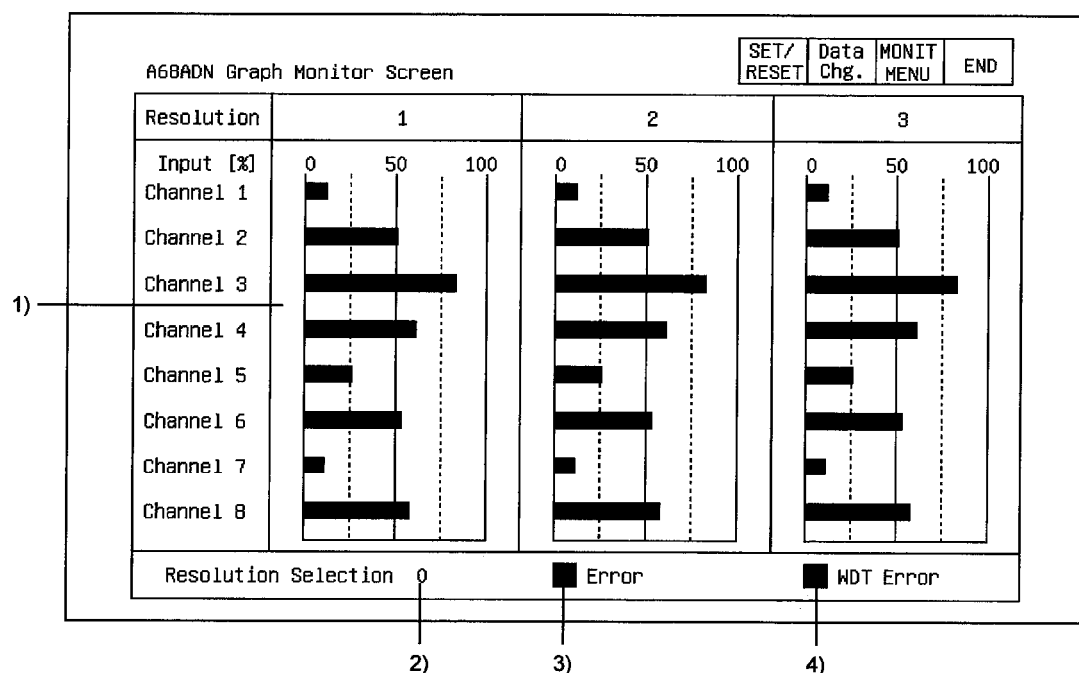 A68ADN Graph Monitor Screen
SET/ RESET
Data Chg.
MONIT MENU
END
Resolution 1 2 3
Input [%] 0 50 100 0 50 100 0 50 100
Channel 1
Channel 2
Channel 3
1)
Channel 4
Channel 5
Channel 6
Channel 7
Channel 8
Resolution Selection 0 Error WDT Error
2) 3) 4)